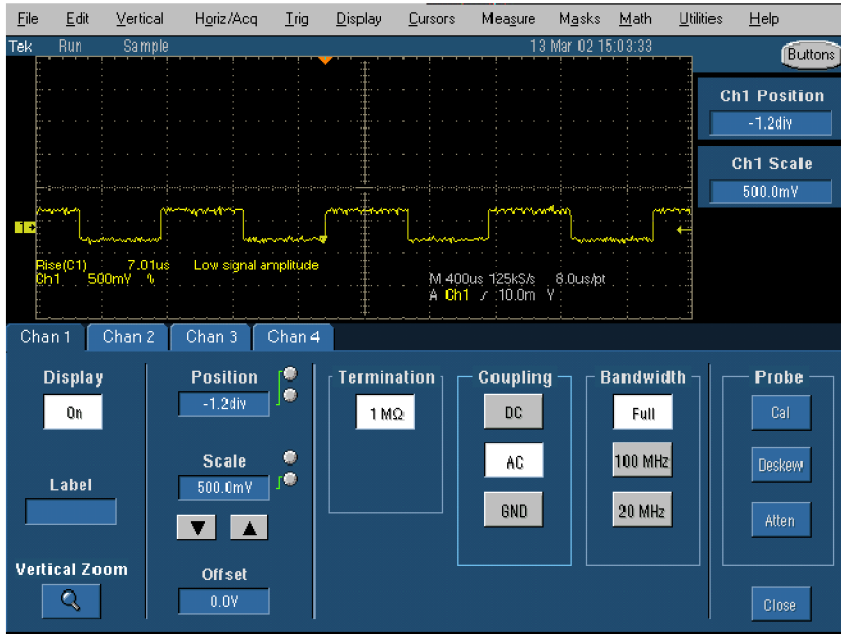 File Edit Vertical Horiz/Acq Trig Display Cursors Measure Masks Math Utilities Help
Tek Run Sample 13 Mar 02 15:03:33
Buttons
Ch1 Position
-1.2div
Ch1 Scale
500.0mV
1
Rise(C1) 7.01us Low signal amplitude
Ch1 500mV
M 400us 125kS/s 8.0us/pt
A Ch1 10.0m V
Chan 1 Chan 2 Chan 3 Chan 4
Display Position Termination Coupling Bandwidth Probe
On -1.2div 1 MΩ DC Full Cal
Scale AC 100 MHz Deskew
Label 500.0mV GND 20 MHz Atten
Vertical Zoom Offset
0.0V Close